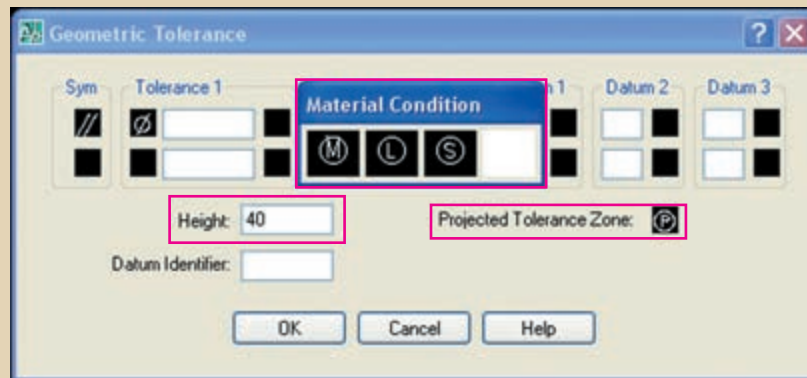 Geometric Tolerance
Sym Tolerance 1 1 Datum 2 Datum 3
Material Condition
// Ø
Ⓜ Ⓛ Ⓢ
Height: 40
Projected Tolerance Zone: Ⓟ
Datum Identifier:
OK Cancel Help